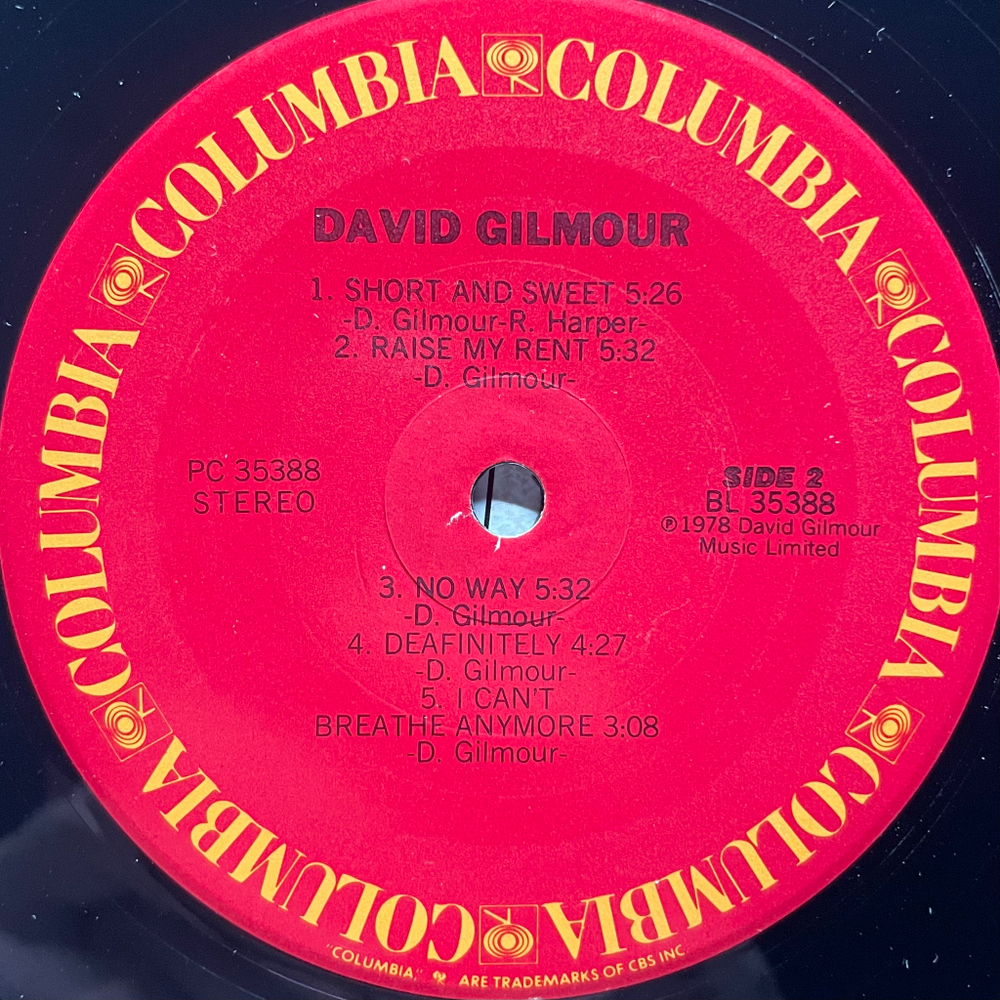 COLUMBIA COLUMBIA COLUMBIA COLUMBIA COLUMBIA COLUMBIA COLUMBIA COLUMBIA
DAVID GILMOUR
1. SHORT AND SWEET 5:26
-D. Gilmour-R. Harper-
2. RAISE MY RENT 5:32
-D. Gilmour-
PC 35388
STEREO
SIDE 2
BL 35388
℗1978 David Gilmour
Music Limited
3. NO WAY 5:32
-D. Gilmour-
4. DEAFINITELY 4:27
-D. Gilmour-
5. I CAN'T
BREATHE ANYMORE 3:08
-D. Gilmour-
"COLUMBIA," ARE TRADEMARKS OF CBS INC